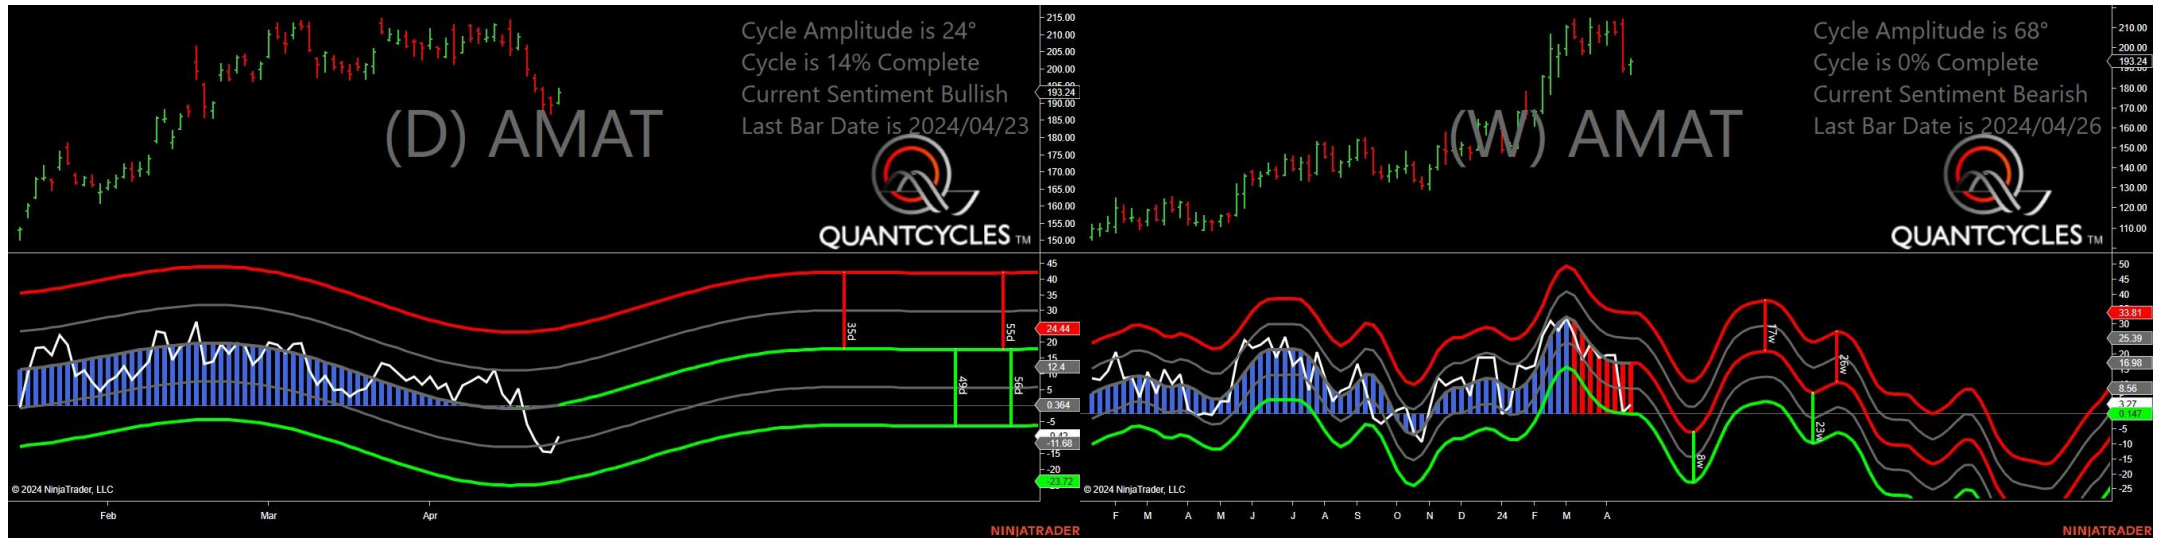 Cycle Amplitude is 24°
Cycle is 14% Complete
Current Sentiment Bullish
Last Bar Date is 2024/04/23
(D) AMAT
QUANTCYCLES TM
215.00
210.00
205.00
200.00
193.24
190.00
185.00
180.00
175.00
170.00
165.00
160.00
155.00
150.00
45
40
35
30
24.44
20
15
12.4
5
0.364
-5
-11.68
-15
-20
-23.72
35d
55d
49d
56d
© 2024 NinjaTrader, LLC
Feb Mar Apr
NINJATRADER
Cycle Amplitude is 68°
Cycle is 0% Complete
Current Sentiment Bearish
Last Bar Date is 2024/04/26
(W) AMAT
QUANTCYCLES TM
210.00
200.00
193.24
180.00
170.00
160.00
150.00
140.00
130.00
120.00
110.00
50
45
40
33.81
30
25.39
20
16.98
8.56
3.27
0.147
-5
-10
-15
-20
-25
17w
26w
8w
23w
© 2024 NinjaTrader, LLC
F M A M J J A S O N D 24 F M A
NINJATRADER